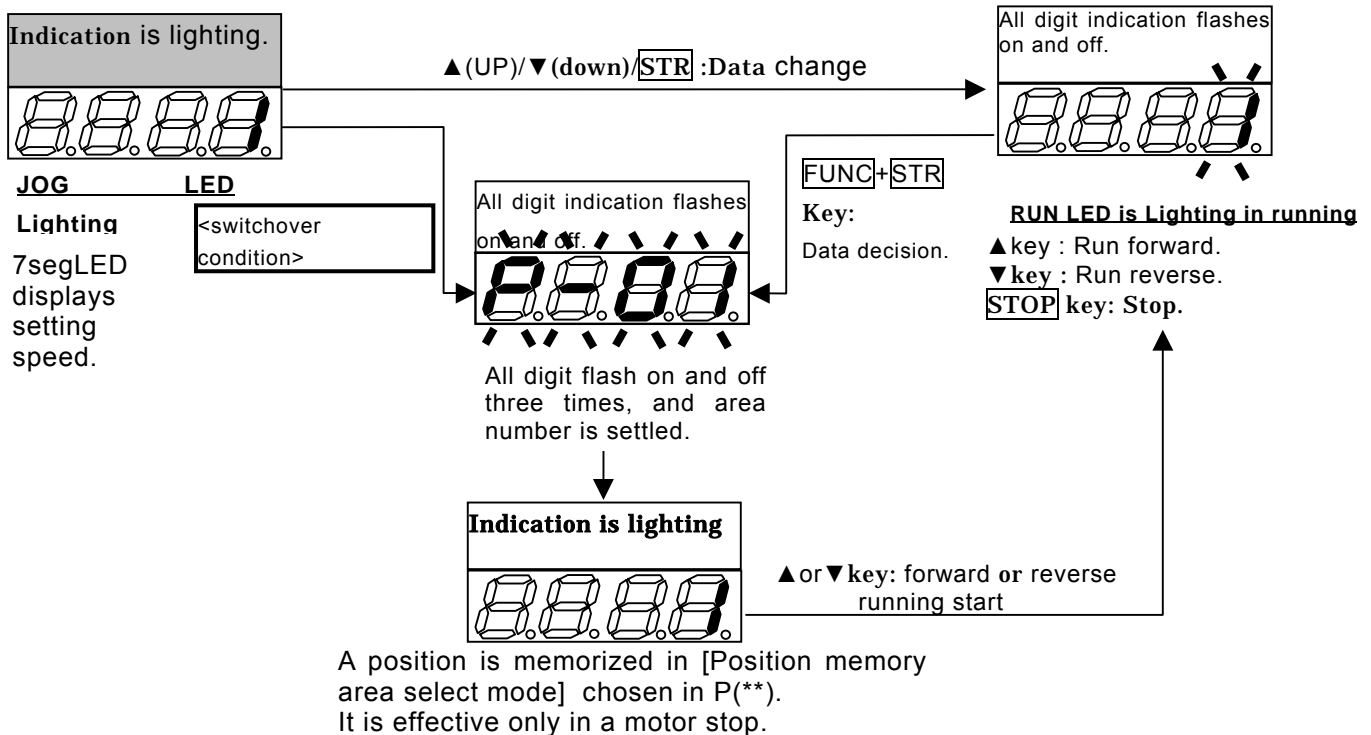 Indication is lighting.
JOG LED
Lighting
7segLED
displays
setting
speed.
<switchover
condition>
▲(UP)/▼(down)/STR :Data change
All digit indication flashes
on and off.
1
All digit indication flashes
on and off.
1
P-01
All digit flash on and off
three times, and area
number is settled.
FUNC+STR
Key:
Data decision.
RUN LED is Lighting in running
▲key : Run forward.
▼key : Run reverse.
STOP key: Stop.
Indication is lighting
1
▲or▼key: forward or reverse
running start
A position is memorized in [Position memory
area select mode] chosen in P(**).
It is effective only in a motor stop.